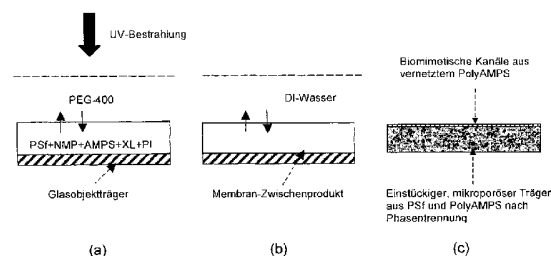 UV-Bestrahlung
PEG-400
PSf+NMP+AMPS+XL+PI
Glasobjektträger
(a)
DI-Wasser
Membran-Zwischenprodukt
(b)
Biomimetische Kanäle aus
vernetztem PolyAMPS
Einstückiger, mikroporöser Träger
aus PSf und PolyAMPS nach
Phasentrennung
(c)